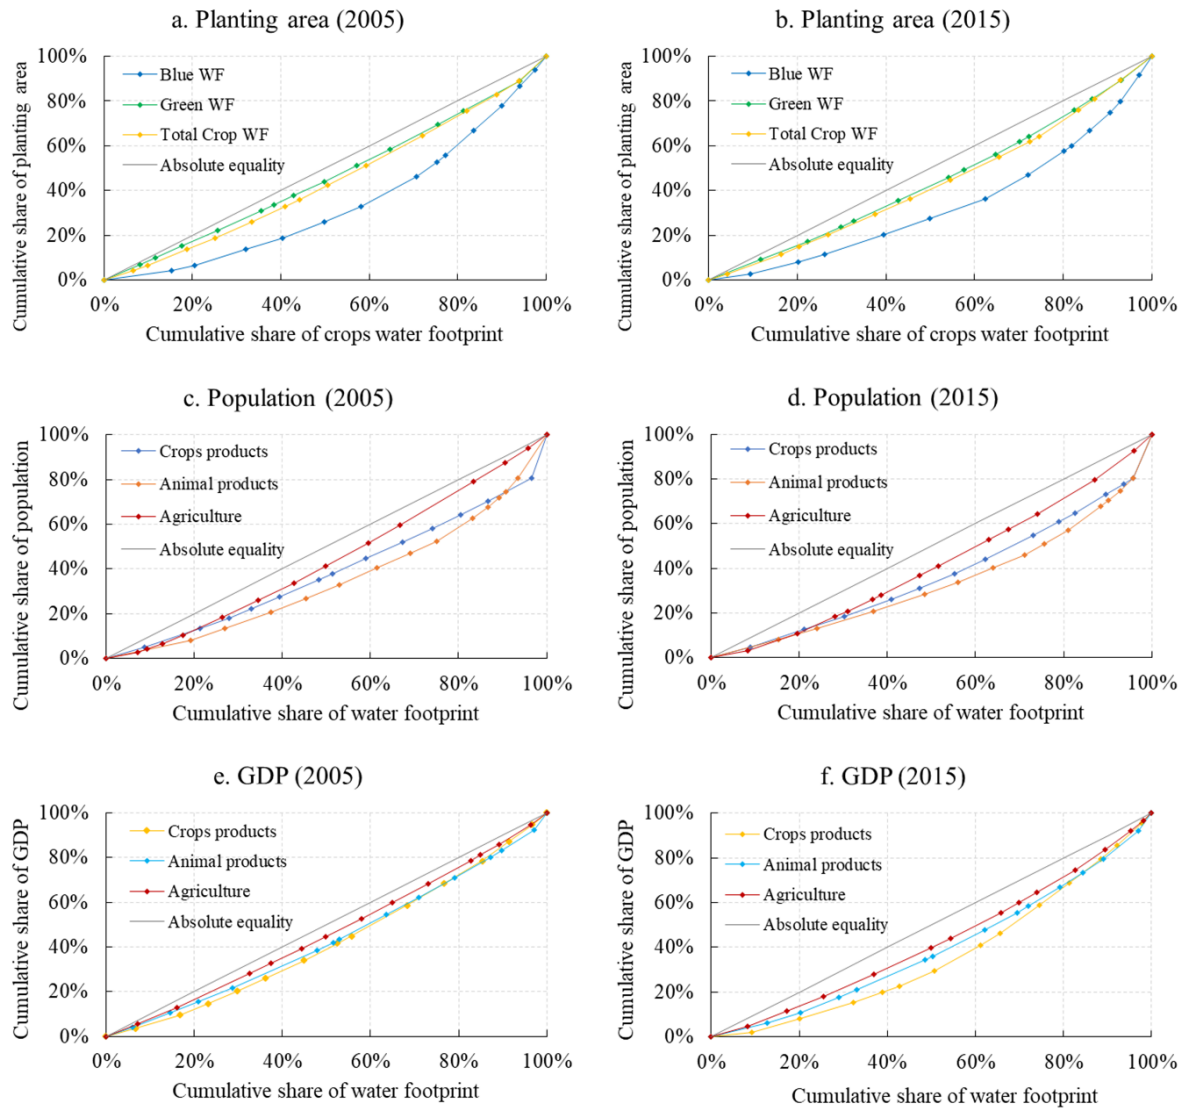 a. Planting area (2005)
Cumulative share of planting area
100%
80%
60%
40%
20%
0%
Blue WF
Green WF
Total Crop WF
Absolute equality
0%
20%
40%
60%
80%
100%
Cumulative share of crops water footprint
b. Planting area (2015)
Cumulative share of planting area
100%
80%
60%
40%
20%
0%
Blue WF
Green WF
Total Crop WF
Absolute equality
0%
20%
40%
60%
80%
100%
Cumulative share of crops water footprint
c. Population (2005)
Cumulative share of population
100%
80%
60%
40%
20%
0%
Crops products
Animal products
Agriculture
Absolute equality
0%
20%
40%
60%
80%
100%
Cumulative share of water footprint
d. Population (2015)
Cumulative share of population
100%
80%
60%
40%
20%
0%
Crops products
Animal products
Agriculture
Absolute equality
0%
20%
40%
60%
80%
100%
Cumulative share of water footprint
e. GDP (2005)
Cumulative share of GDP
100%
80%
60%
40%
20%
0%
Crops products
Animal products
Agriculture
Absolute equality
0%
20%
40%
60%
80%
100%
Cumulative share of water footprint
f. GDP (2015)
Cumulative share of GDP
100%
80%
60%
40%
20%
0%
Crops products
Animal products
Agriculture
Absolute equality
0%
20%
40%
60%
80%
100%
Cumulative share of water footprint